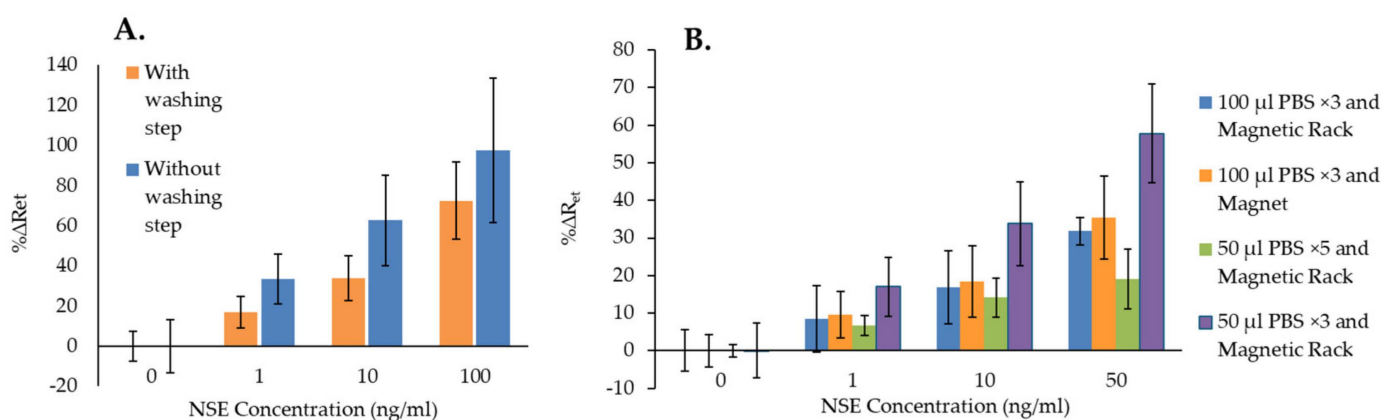 A.
140
120
100
80
60
40
20
0
-20
%ΔRet
With
washing
step
Without
washing
step
0 1 10 100
NSE Concentration (ng/ml)
B.
80
70
60
50
40
30
20
10
0
-10
%ΔRet
0 1 10 50
NSE Concentration (ng/ml)
100 µl PBS ×3 and
Magnetic Rack
100 µl PBS ×3 and
Magnet
50 µl PBS ×5 and
Magnetic Rack
50 µl PBS ×3 and
Magnetic Rack